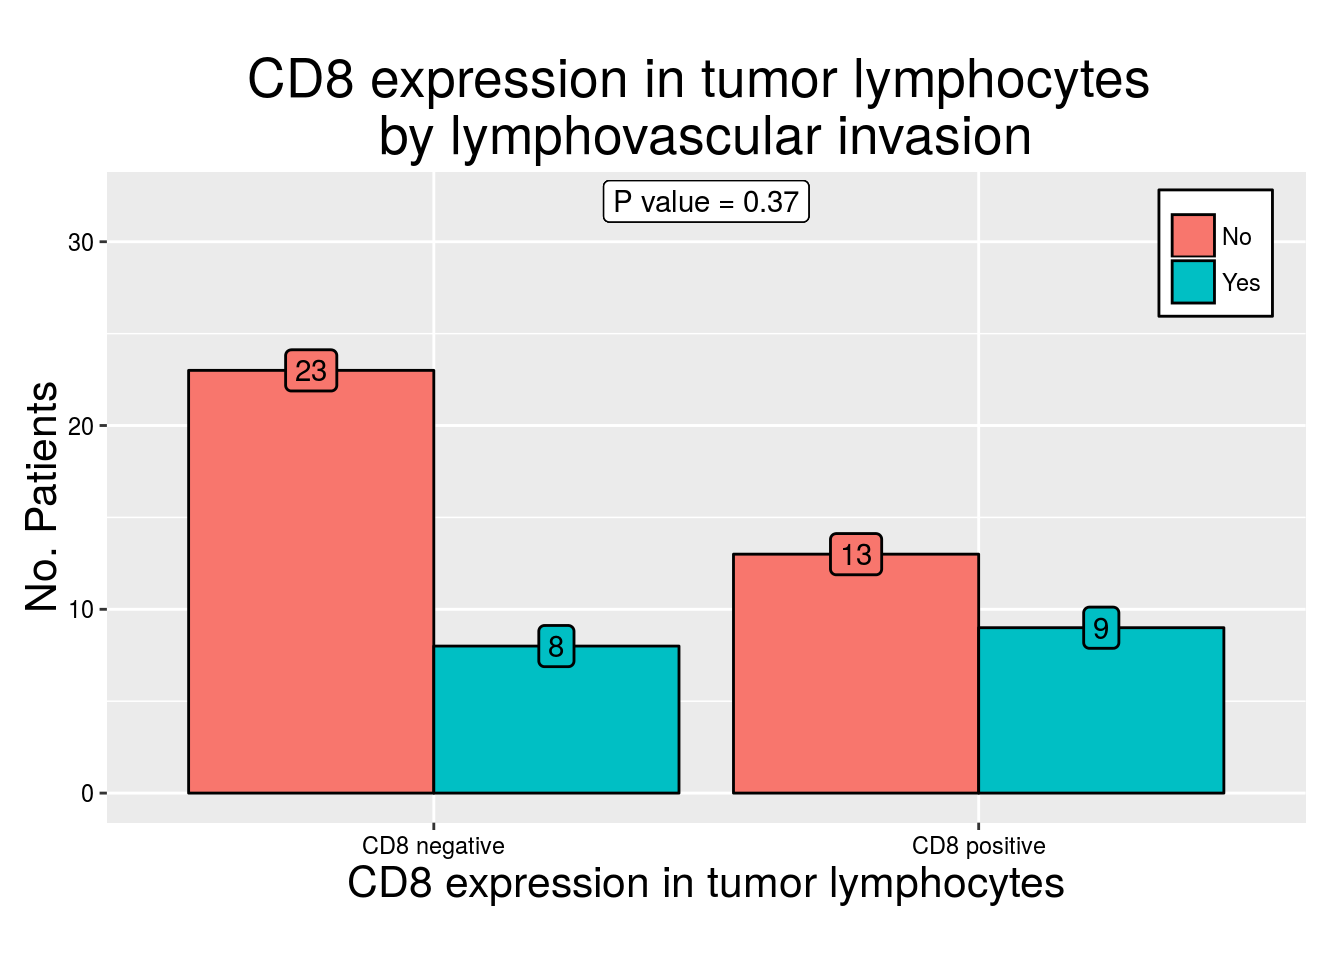 CD8 expression in tumor lymphocytes
by lymphovascular invasion
P value = 0.37
No
Yes
No. Patients
30
20
10
0
23
8
13
9
CD8 negative
CD8 positive
CD8 expression in tumor lymphocytes